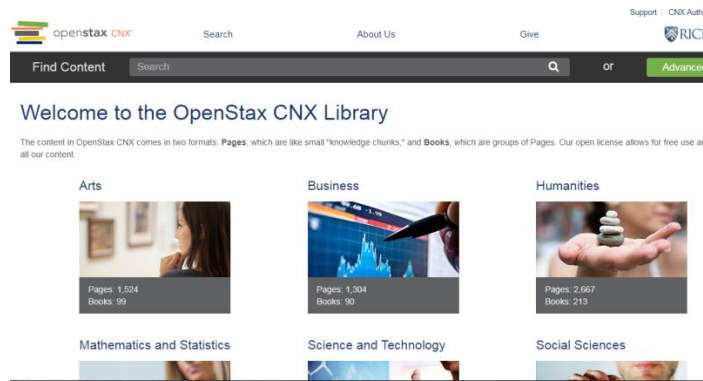 Support | CNX Auth
openstax CNX
Search
About Us
Give
RICE
Find Content
Search
or
Advanced
Welcome to the OpenStax CNX Library
The content in OpenStax CNX comes in two formats: Pages, which are like small "knowledge chunks," and Books, which are groups of Pages. Our open license allows for free use an
all our content.
Arts
Business
Humanities
Pages: 1,524
Books: 99
Pages: 1,304
Books: 90
Pages: 2,667
Books: 213
Mathematics and Statistics
Science and Technology
Social Sciences